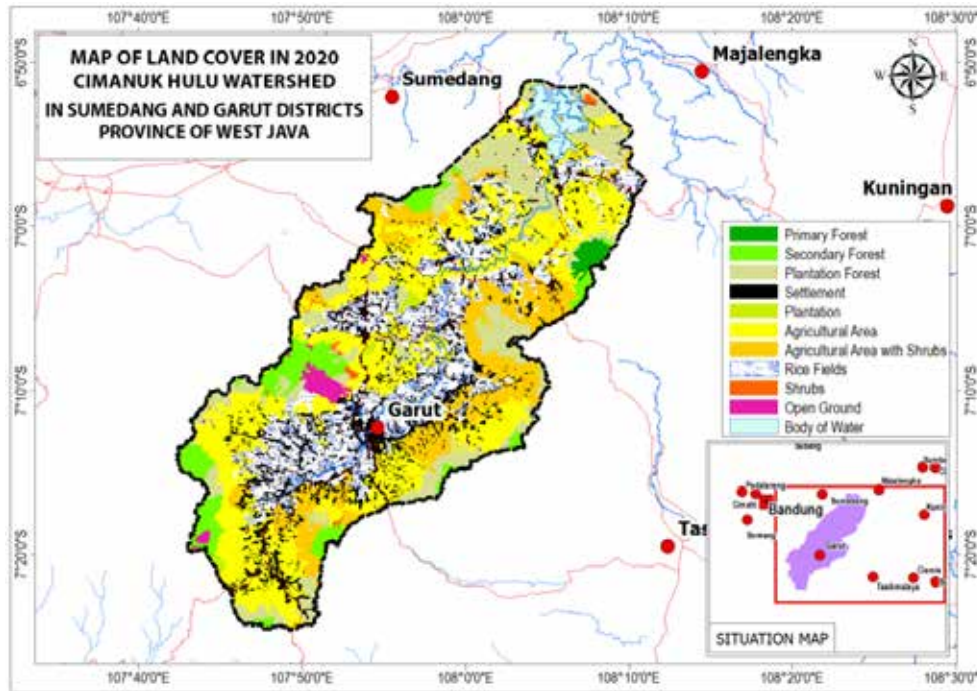 107°40'0"E 107°50'0"E 108°0'0"E 108°10'0"E 108°20'0"E 108°30'0"E
MAP OF LAND COVER IN 2020
CIMANUK HULU WATERSHED
IN SUMEDANG AND GARUT DISTRICTS
PROVINCE OF WEST JAVA
6°50'0"S
6°50'0"S
Sumedang
Majalengka
W E
S
Kuningan
7°0'0"S
7°0'0"S
Primary Forest
Secondary Forest
Plantation Forest
Settlement
Plantation
Agricultural Area
Agricultural Area with Shrubs
Rice Fields
Shrubs
Open Ground
Body of Water
7°10'0"S
7°10'0"S
Garut
Majalengka
Padalarang
Cimahi
Bandung
Sumedang
Garut
Ciamis
Tasikmalaya
Tas
7°20'0"S
7°20'0"S
SITUATION MAP
107°40'0"E 107°50'0"E 108°0'0"E 108°10'0"E 108°20'0"E 108°30'0"E